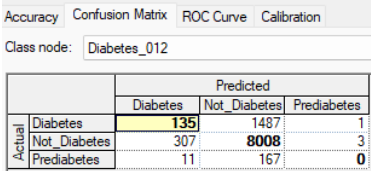 Accuracy Confusion Matrix ROC Curve Calibration
Class node: Diabetes_012
Predicted
Diabetes Not_Diabetes Prediabetes
Actual
Diabetes 135 1487 1
Not_Diabetes 307 8008 3
Prediabetes 11 167 0